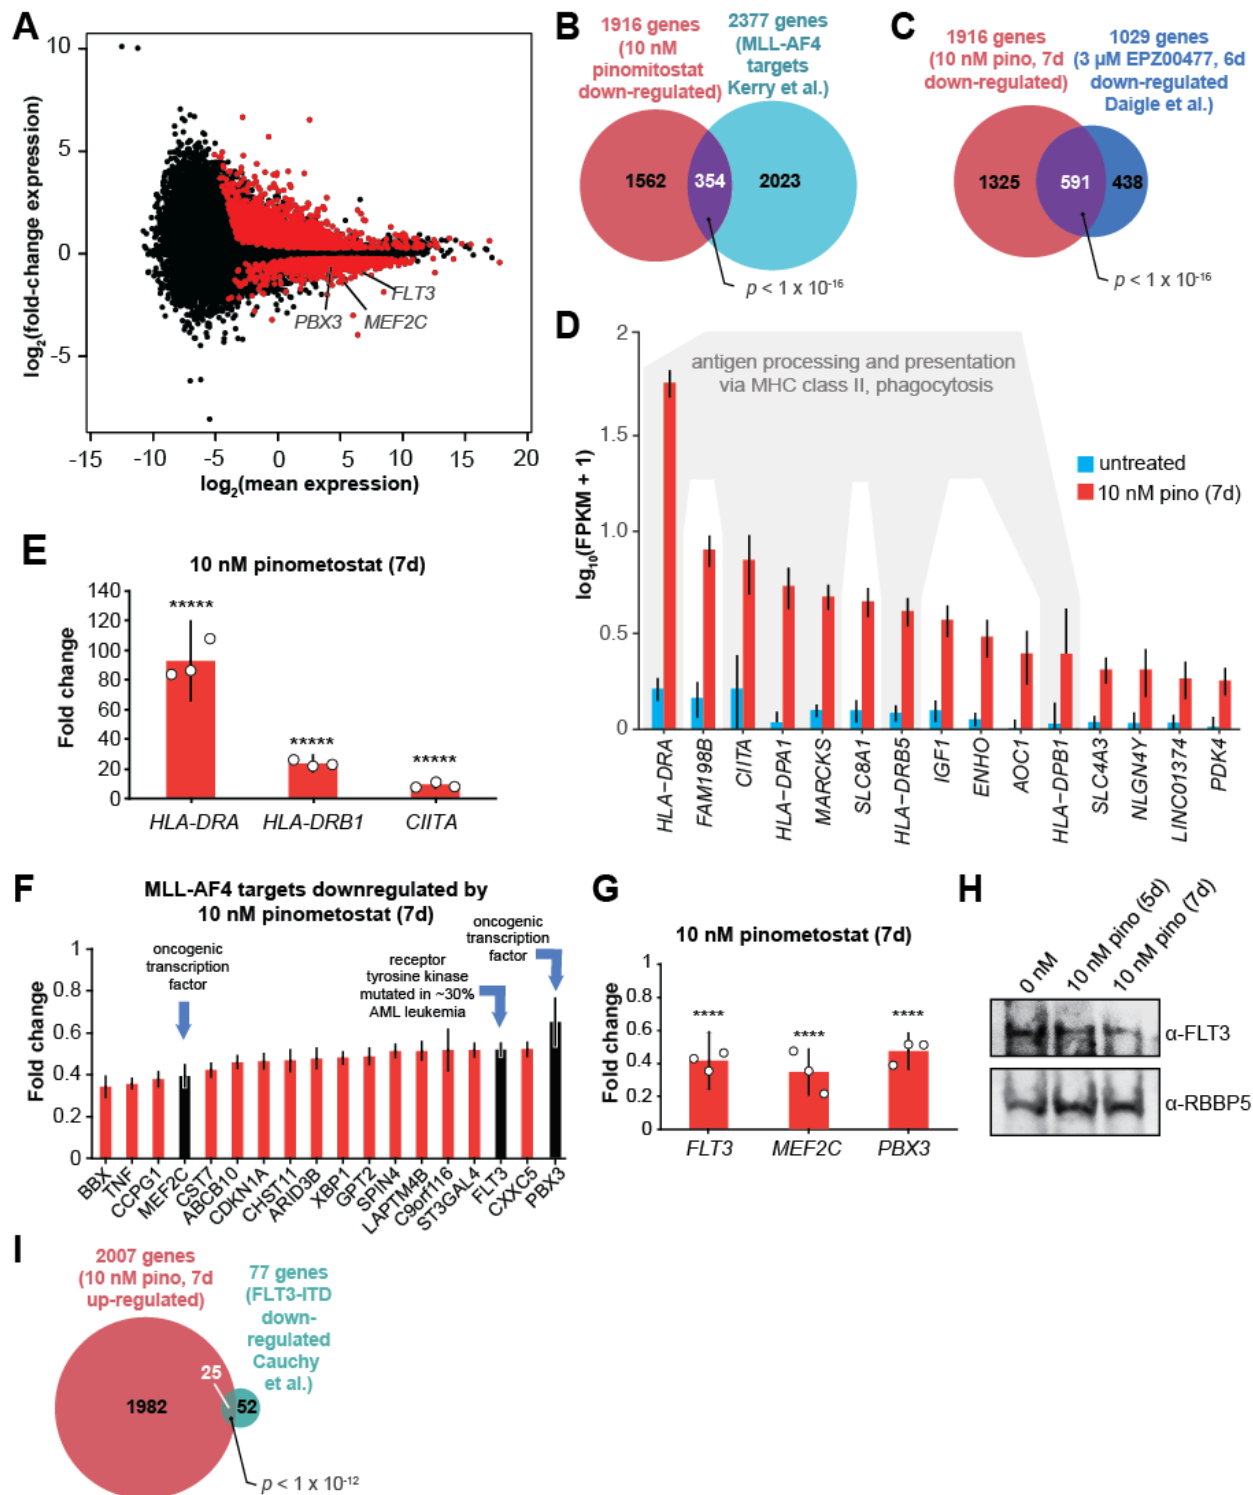 A
log2(fold-change expression)
10
5
0
-5
-15
-10
-5
0
5
10
15
20
log2(mean expression)
FLT3
PBX3
MEF2C
B
1916 genes
(10 nM
pinomitostat
down-regulated)
2377 genes
(MLL-AF4
targets
Kerry et al.)
1562
354
2023
p < 1 x 10-16
C
1916 genes
(10 nM pino, 7d
down-regulated)
1029 genes
(3 µM EPZ00477, 6d
down-regulated
Daigle et al.)
1325
591
438
p < 1 x 10-16
D
log10(FPKM + 1)
2
1.5
1.0
0.5
0
antigen processing and presentation
via MHC class II, phagocytosis
untreated
10 nM pino (7d)
HLA-DRA
FAM198B
CIITA
HLA-DPA1
MARCKS
SLC8A1
HLA-DRB5
IGF1
ENHO
AOC1
HLA-DPB1
SLC4A3
NLGN4Y
LINC01374
PDK4
E
10 nM pinometostat (7d)
Fold change
140
120
100
80
60
40
20
0
*****
*****
*****
HLA-DRA
HLA-DRB1
CIITA
F
MLL-AF4 targets downregulated by
10 nM pinometostat (7d)
Fold change
1
0.8
0.6
0.4
0.2
0
oncogenic
transcription
factor
receptor
tyrosine kinase
mutated in ~30%
AML leukemia
oncogenic
transcription
factor
BBX
TNF
CCPG1
MEF2C
CST7
ABCB10
CDKN1A
CHST11
ARID3B
XBP1
GPT2
SPIN4
LAPTM4B
C9orf116
ST3GAL4
FLT3
CXXC5
PBX3
G
10 nM pinometostat (7d)
Fold change
1
0.8
0.6
0.4
0.2
0
****
****
****
FLT3
MEF2C
PBX3
H
0 nM
10 nM pino (5d)
10 nM pino (7d)
α-FLT3
α-RBBP5
I
2007 genes
(10 nM pino, 7d
up-regulated)
77 genes
(FLT3-ITD
down-
regulated
Cauchy
et al.)
25
1982
52
p < 1 x 10-12